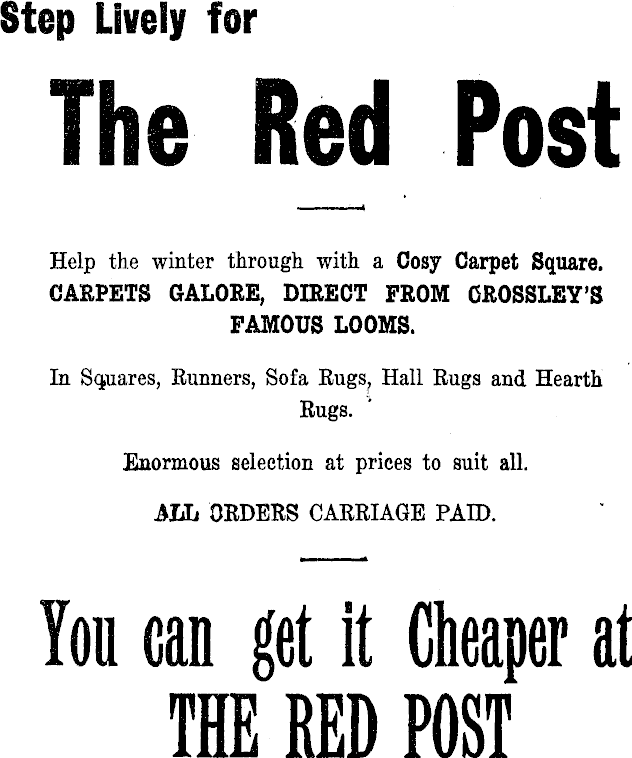 Step Lively for
The Red Post
Help the winter through with a Cosy Carpet Square.
CARPETS GALORE, DIRECT FROM CROSSLEY'S
FAMOUS LOOMS.
In Squares, Runners, Sofa Rugs, Hall Rugs and Hearth
Rugs.
Enormous selection at prices to suit all.
ALL ORDERS CARRIAGE PAID.
You can get it Cheaper at
THE RED POST